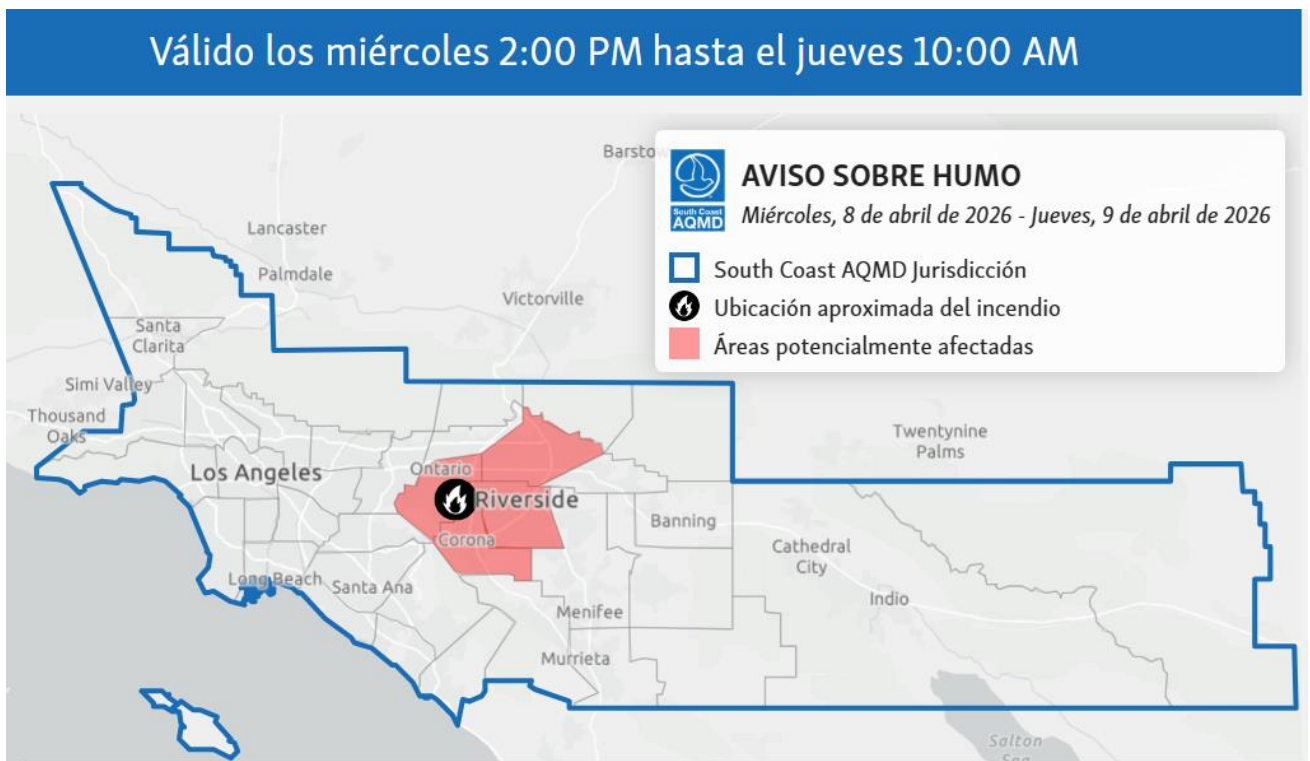 Válido los miércoles 2:00 PM hasta el jueves 10:00 AM
Barsto
AVISO SOBRE HUMO
South Coast
AQMD
Miércoles, 8 de abril de 2026 - Jueves, 9 de abril de 2026
South Coast AQMD Jurisdicción
Ubicación aproximada del incendio
Áreas potencialmente afectadas
Lancaster
Palmdale
Victorville
Santa
Clarita
Simi Valley
Thousand
Oaks
Los Angeles
Ontario
Riverside
Corona
Twentynine
Palms
Banning
Cathedral
City
Long Beach
Santa Ana
Indio
Menifee
Murrieta
Salton
Sea